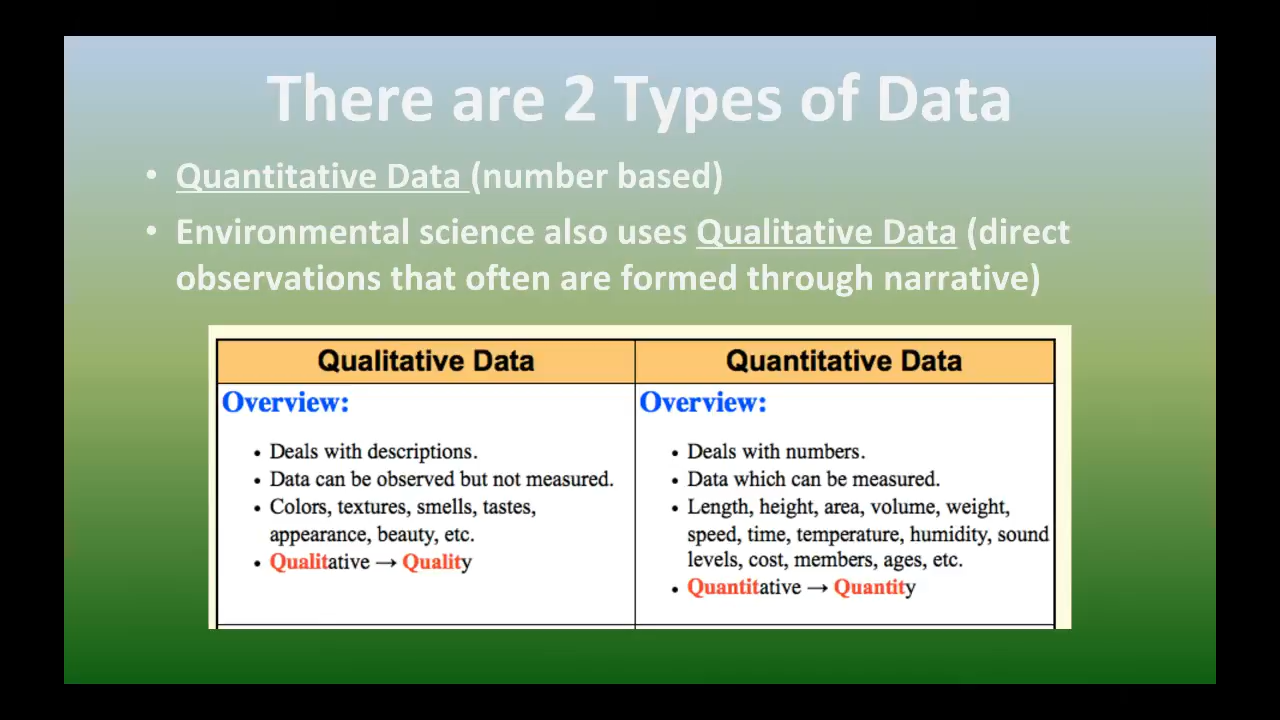 There are 2 Types of Data
• Quantitative Data (number based)
• Environmental science also uses Qualitative Data (direct
observations that often are formed through narrative)
Qualitative Data
Overview:
• Deals with descriptions.
• Data can be observed but not measured.
• Colors, textures, smells, tastes,
appearance, beauty, etc.
• Qualitative → Quality
Quantitative Data
Overview:
• Deals with numbers.
• Data which can be measured.
• Length, height, area, volume, weight,
speed, time, temperature, humidity, sound
levels, cost, members, ages, etc.
• Quantitative → Quantity